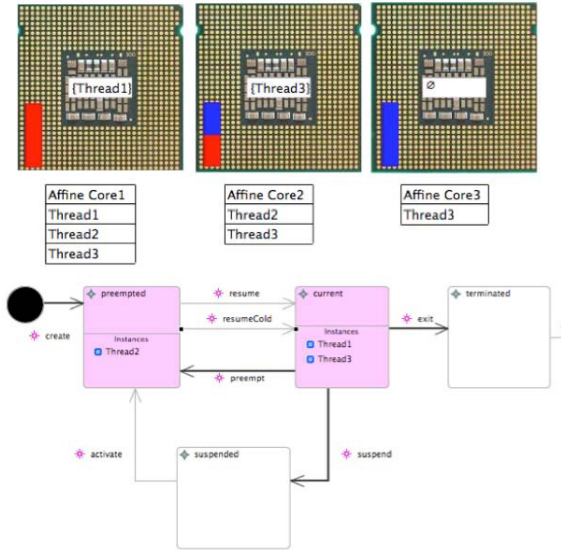 {Thread1}
{Thread3}
∅
Affine Core1
Thread1
Thread2
Thread3
Affine Core2
Thread2
Thread3
Affine Core3
Thread3
preempted
resume
current
terminated
create
resumeCold
exit
Instances
Thread2
Instances
Thread1
Thread3
preempt
activate
suspended
suspend